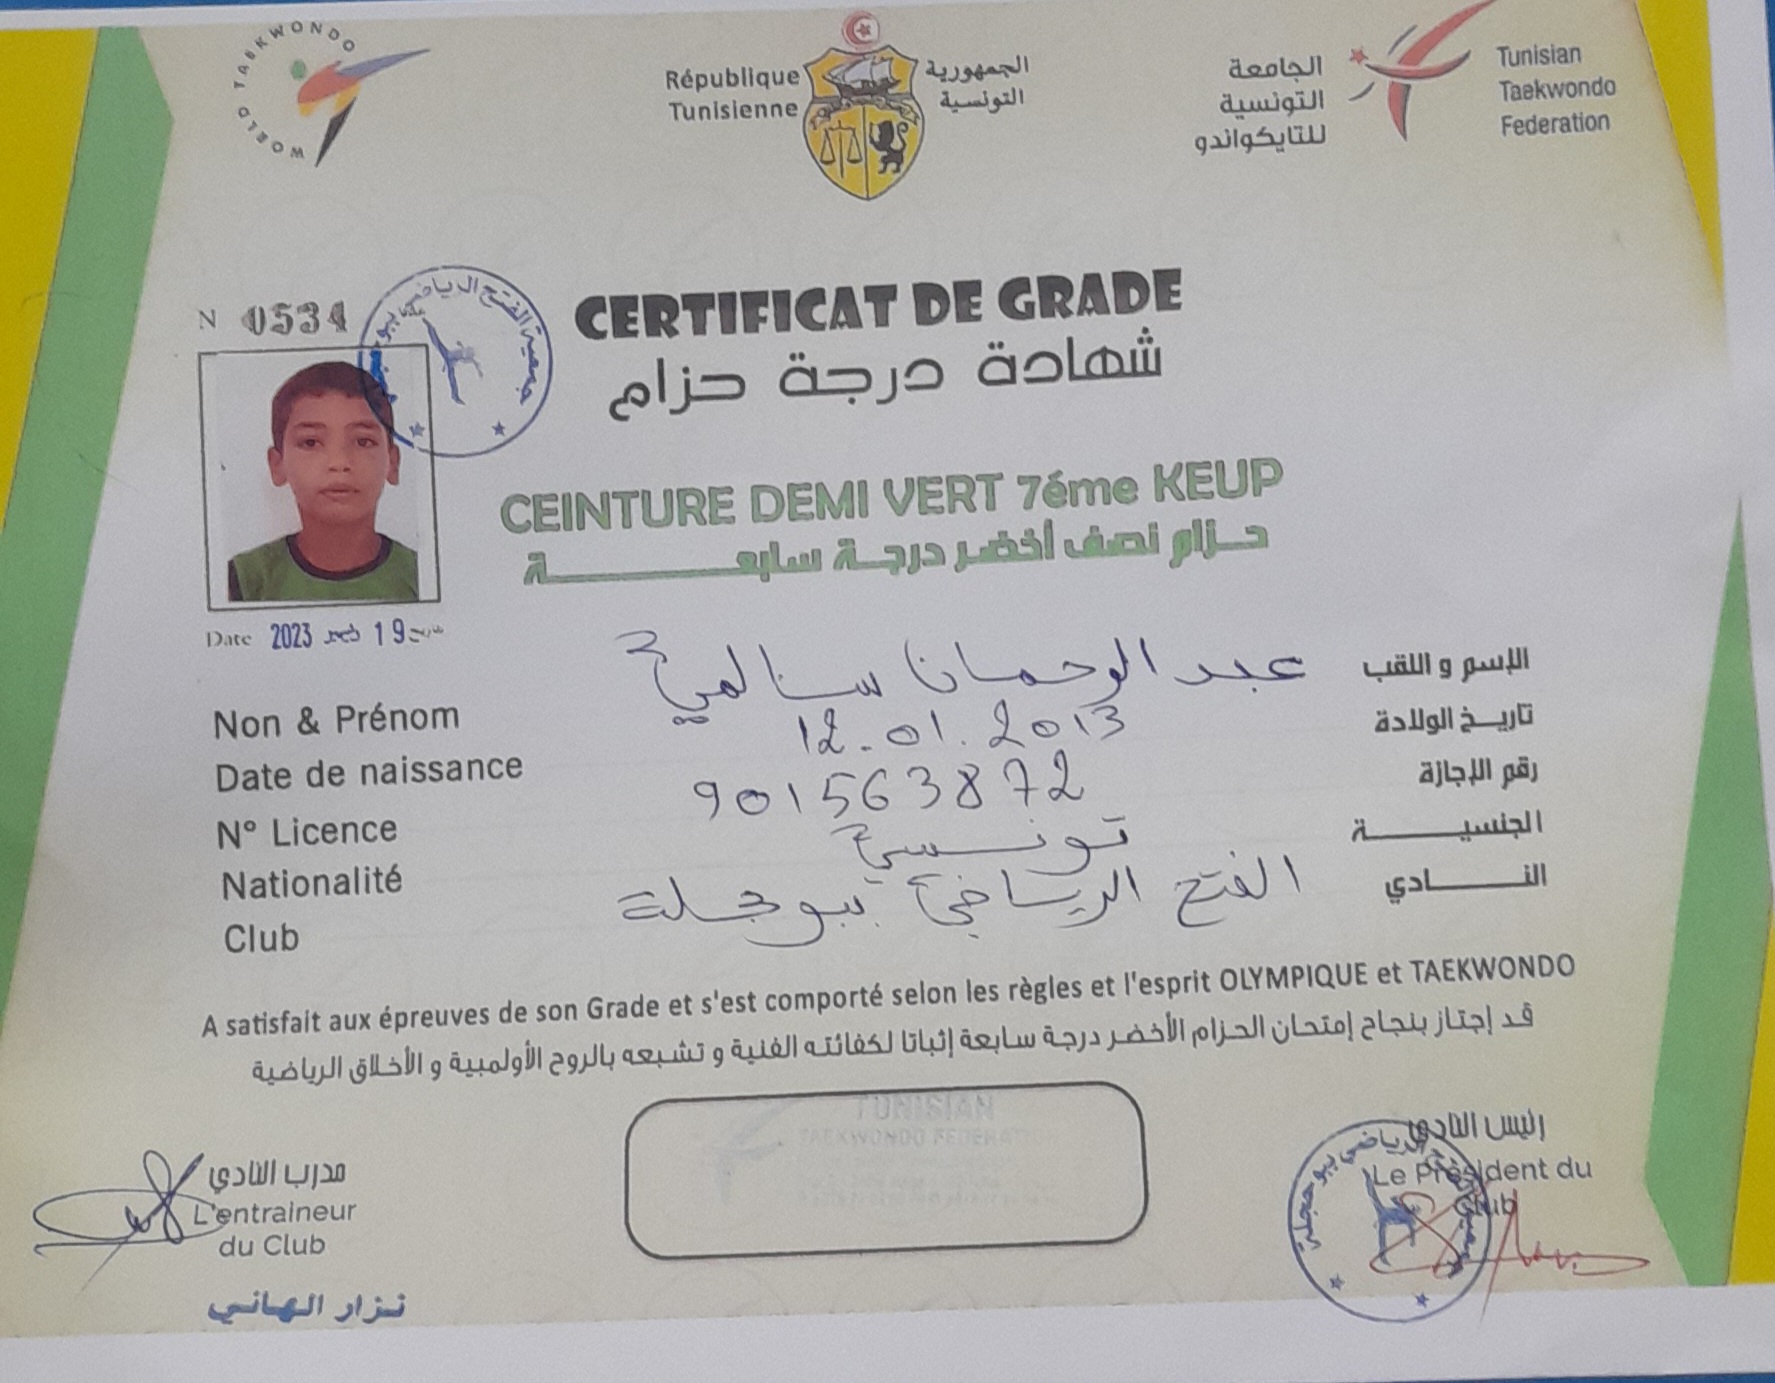 WORLD TAEKWONDO
République
Tunisienne
الجمهورية
التونسية
الجامعة
التونسية
للتايكواندو
Tunisian
Taekwondo
Federation
N 0534
CERTIFICAT DE GRADE
شهادة درجة حزام
CEINTURE DEMI VERT 7éme KEUP
حزام نصف أخضر درجة سابعة
Date 2023 19
الإسم و اللقب عبد الرحمان سالمي
Non & Prénom
تاريخ الولادة 12.01.2013
Date de naissance
رقم الإجازة 901563872
N° Licence
الجنسية تونسي
Nationalité
النادي الفتح الرياضي ببوحجلة
Club
A satisfait aux épreuves de son Grade et s'est comporté selon les règles et l'esprit OLYMPIQUE et TAEKWONDO
قد إجتاز بنجاح إمتحان الحزام الأخضر درجة سابعة إثباتا لكفائته الفنية و تشبعه بالروح الأولمبية و الأخلاق الرياضية
TUNISIAN
TAEKWONDO FEDERATION
مدرب النادي
L'entraineur
du Club
نزار الهاني
رئيس النادي
Le Président du
Club